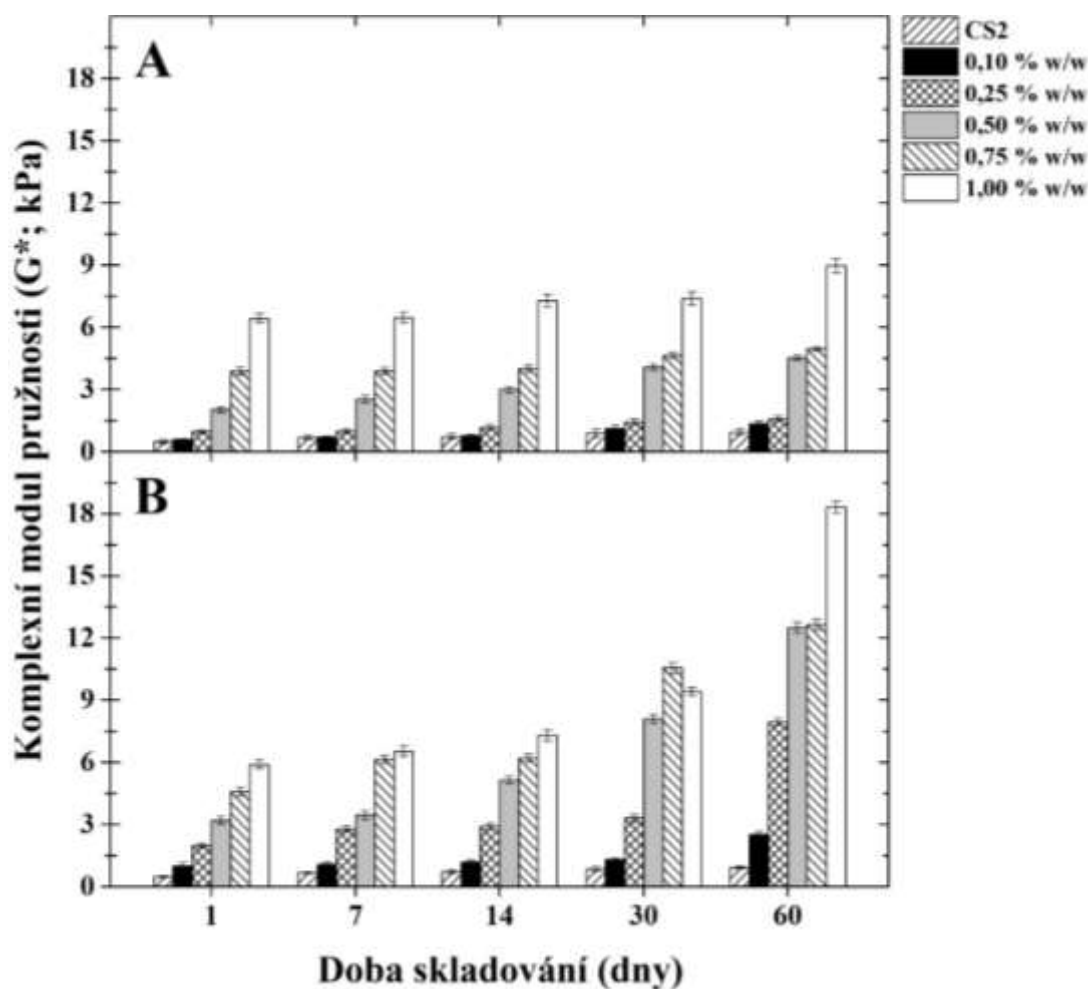 A
CS2
0,10 % w/w
0,25 % w/w
0,50 % w/w
0,75 % w/w
1,00 % w/w
18
15
12
9
6
3
0
B
18
15
12
9
6
3
0
Komplexní modul pružnosti (G*; kPa)
1 7 14 30 60
Doba skladování (dny)